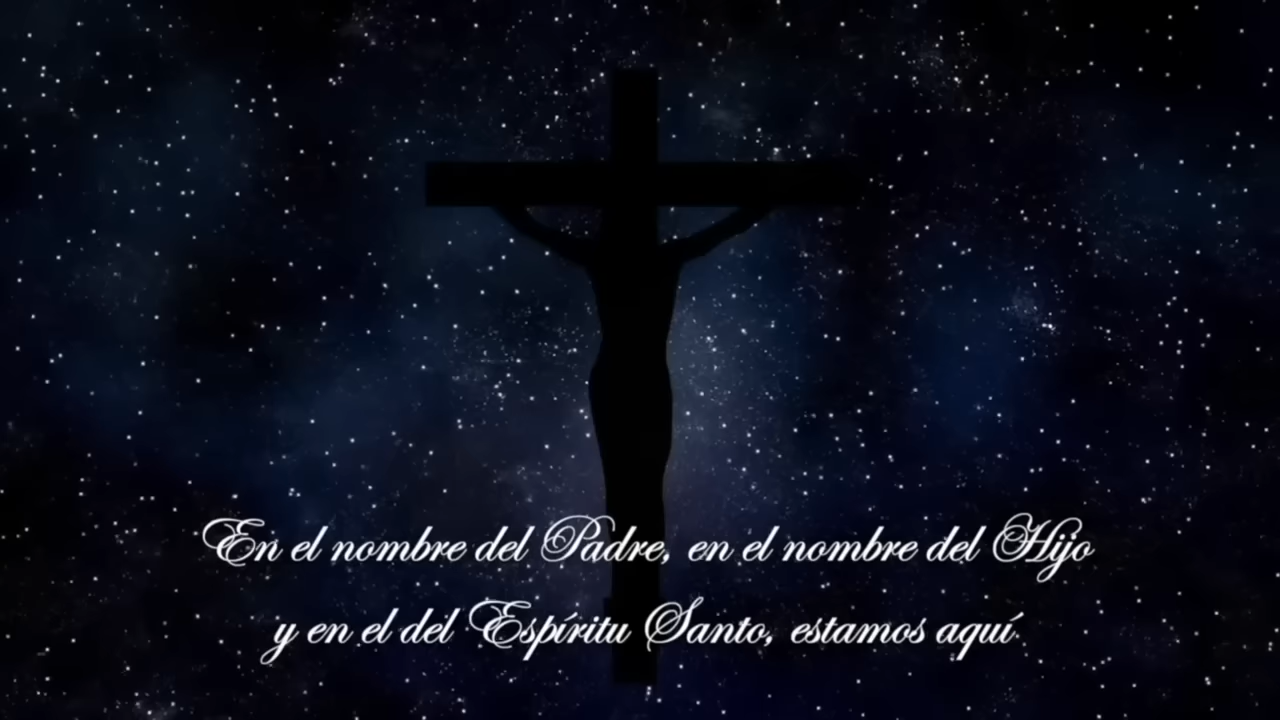 En el nombre del Padre, en el nombre del Hijo
y en el del Espíritu Santo, estamos aquí